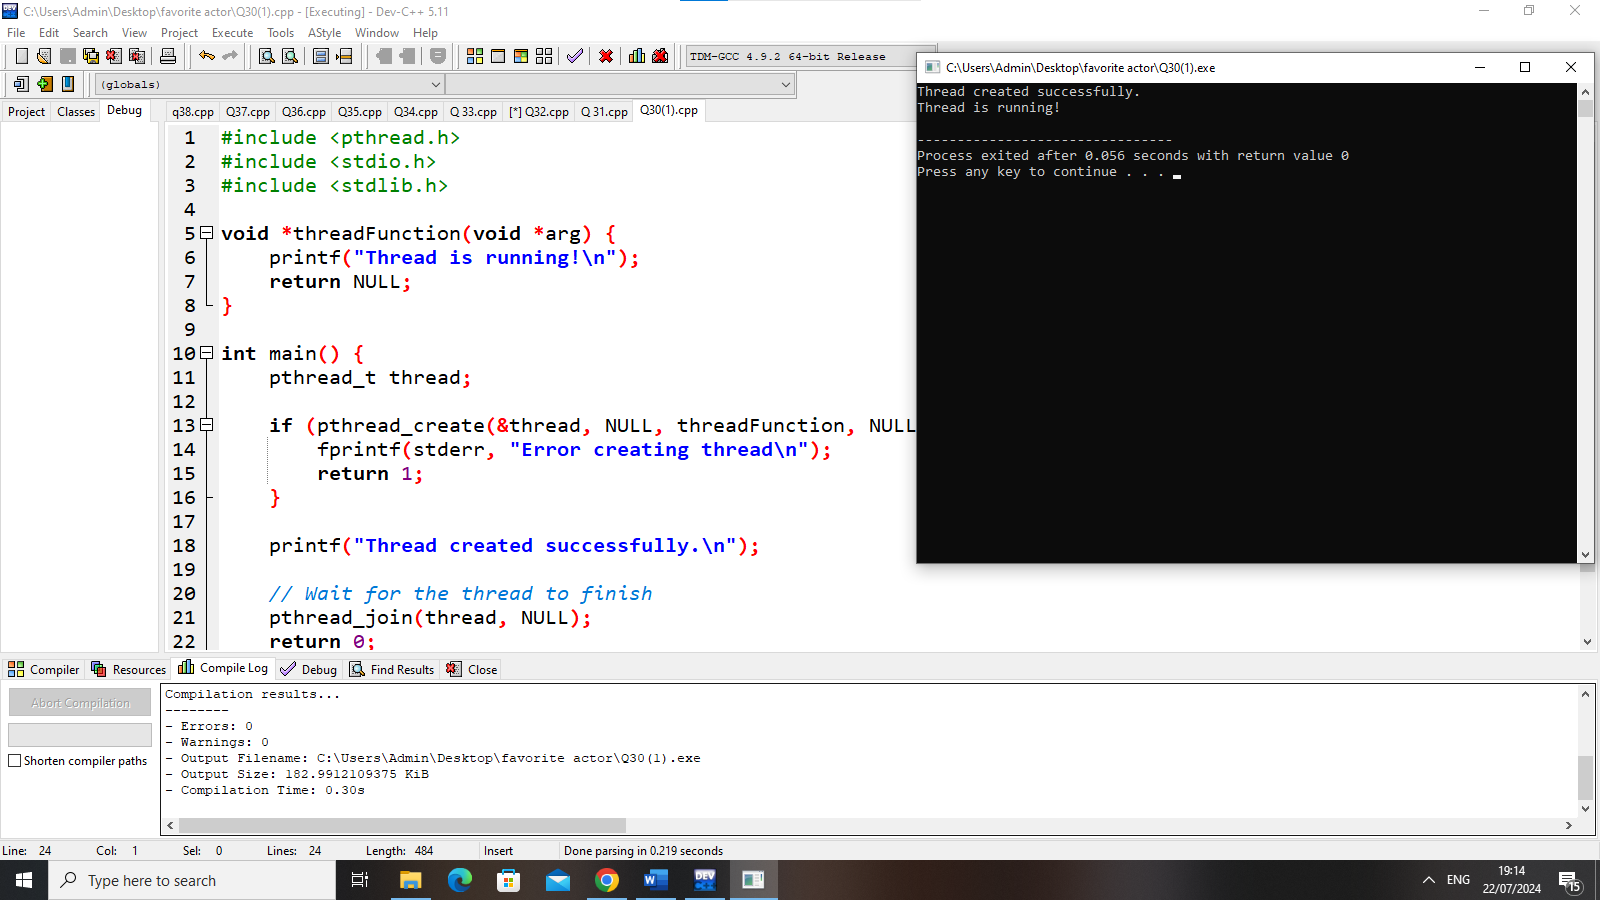 C:\Users\Admin\Desktop\favorite actor\Q30(1).cpp - [Executing] - Dev-C++ 5.11
File Edit Search View Project Execute Tools AStyle Window Help
TDM-GCC 4.9.2 64-bit Release
(globals)
Project Classes Debug
q38.cpp Q37.cpp Q36.cpp Q35.cpp Q34.cpp Q 33.cpp [*] Q32.cpp Q 31.cpp Q30(1).cpp
1 #include <pthread.h>
2 #include <stdio.h>
3 #include <stdlib.h>
4
5 void *threadFunction(void *arg) {
6 printf("Thread is running!\n");
7 return NULL;
8 }
9
10 int main() {
11 pthread_t thread;
12
13 if (pthread_create(&thread, NULL, threadFunction, NULL
14 fprintf(stderr, "Error creating thread\n");
15 return 1;
16 }
17
18 printf("Thread created successfully.\n");
19
20 // Wait for the thread to finish
21 pthread_join(thread, NULL);
22 return 0;
C:\Users\Admin\Desktop\favorite actor\Q30(1).exe
Thread created successfully.
Thread is running!
--------------------------------
Process exited after 0.056 seconds with return value 0
Press any key to continue . . .
Compiler Resources Compile Log Debug Find Results Close
Abort Compilation
Shorten compiler paths
Compilation results...
--------
- Errors: 0
- Warnings: 0
- Output Filename: C:\Users\Admin\Desktop\favorite actor\Q30(1).exe
- Output Size: 182.9912109375 KiB
- Compilation Time: 0.30s
Line: 24 Col: 1 Sel: 0 Lines: 24 Length: 484 Insert Done parsing in 0.219 seconds
Type here to search
DEV
ENG
19:14
22/07/2024
15